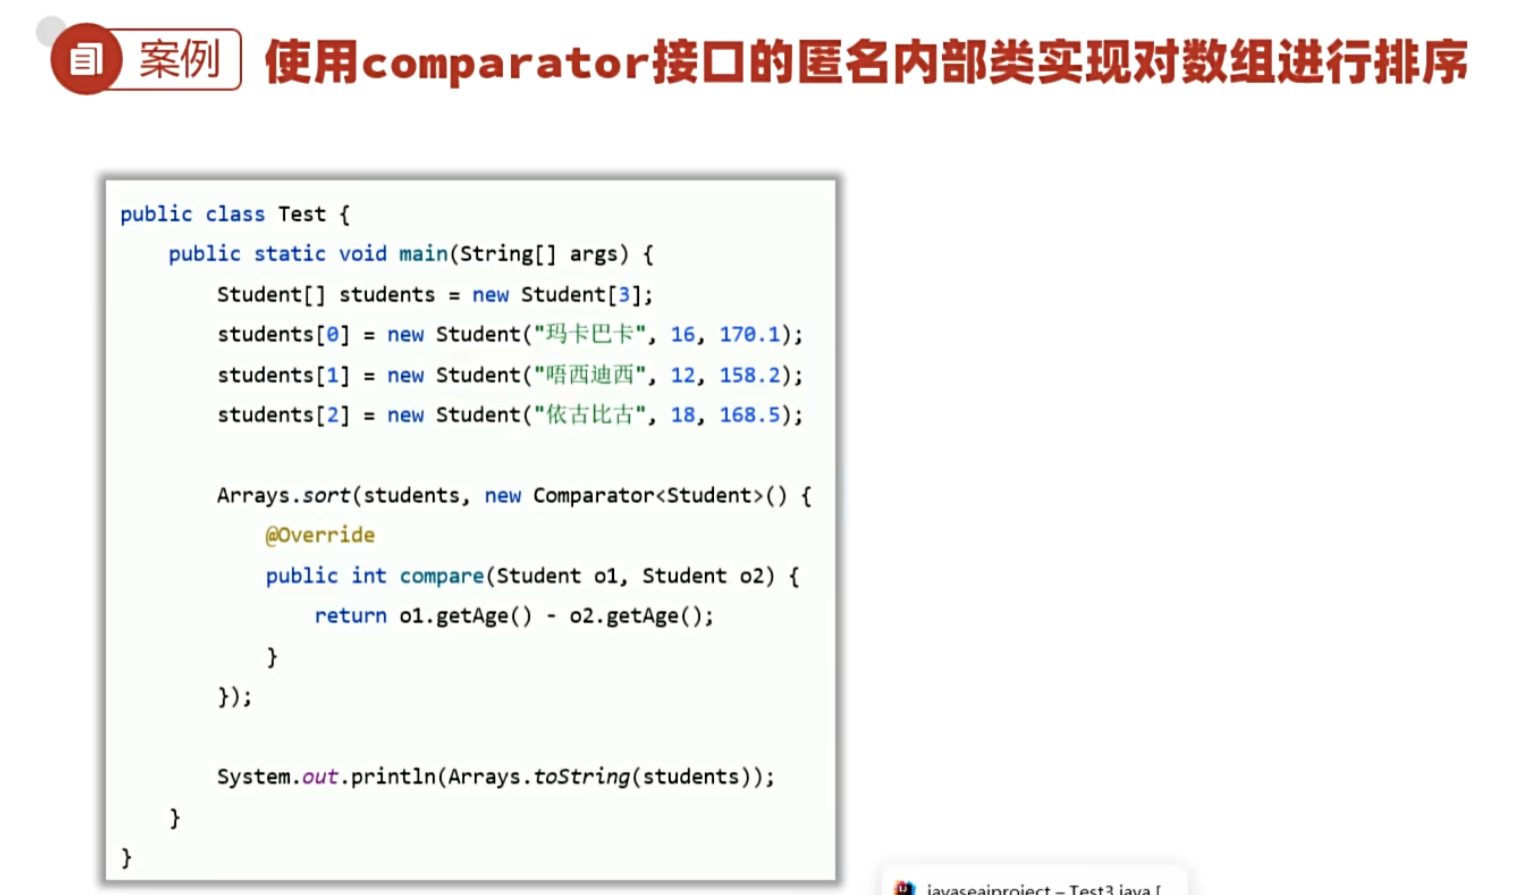 案例
使用comparator接口的匿名内部类实现对数组进行排序
public class Test {
    public static void main(String[] args) {
        Student[] students = new Student[3];
        students[0] = new Student("玛卡巴卡", 16, 170.1);
        students[1] = new Student("唔西迪西", 12, 158.2);
        students[2] = new Student("依古比古", 18, 168.5);
        Arrays.sort(students, new Comparator<Student>() {
            @Override
            public int compare(Student o1, Student o2) {
                return o1.getAge() - o2.getAge();
            }
        });
        System.out.println(Arrays.toString(students));
    }
}
javaseaiproject – Test3.java [